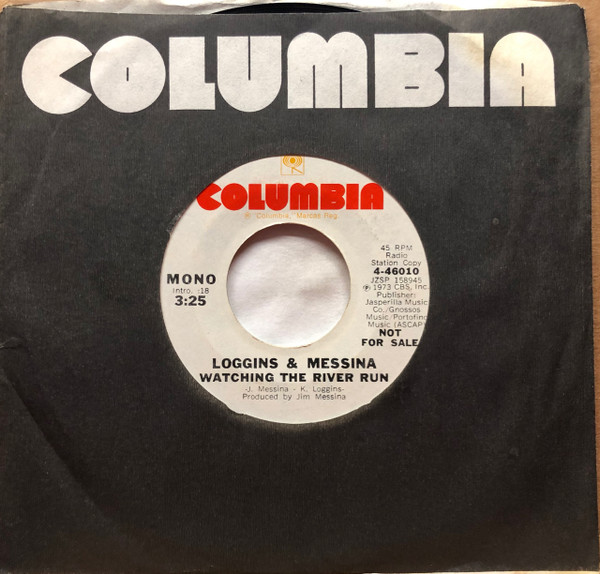 COLUMBIA
COLUMBIA
® "Columbia," Marcas Reg.
45 RPM
Radio
Station Copy
4-46010
JZSP 158945
℗ 1973 CBS, Inc.
Publisher:
Jasperilla Music
Co./Gnossos
Music/Portofino
Music (ASCAP)
NOT
FOR SALE
MONO
Intro. :18
3:25
LOGGINS & MESSINA
WATCHING THE RIVER RUN
-J. Messina - K. Loggins-
Produced by Jim Messina